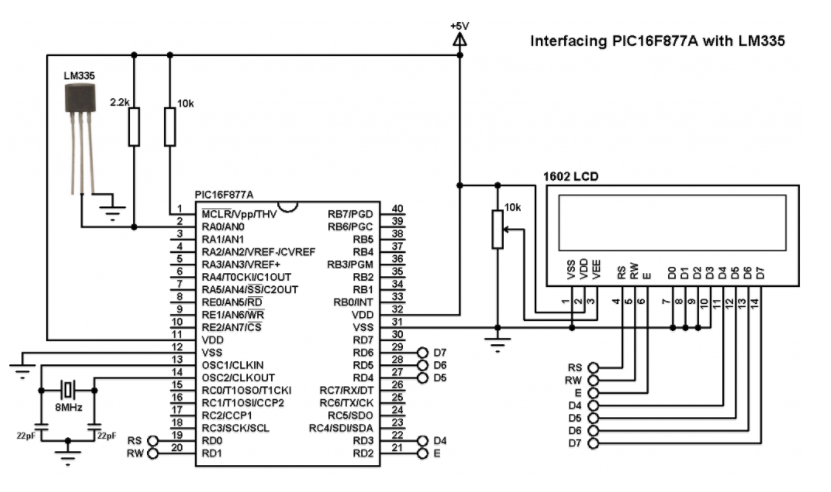 +5V
Interfacing PIC16F877A with LM335
LM335
2.2k
10k
PIC16F877A
1 MCLR/Vpp/THV RB7/PGD 40
2 RA0/AN0 RB6/PGC 39
3 RA1/AN1 RB5 38
4 RA2/AN2/VREF-/CVREF RB4 37
5 RA3/AN3/VREF+ RB3/PGM 36
6 RA4/T0CKI/C1OUT RB2 35
7 RA5/AN4/SS/C2OUT RB1 34
8 RE0/AN5/RD RB0/INT 33
9 RE1/AN6/WR VDD 32
10 RE2/AN7/CS VSS 31
11 VDD RD7 30
12 VSS RD6 29 D7
13 OSC1/CLKIN RD5 28 D6
14 OSC2/CLKOUT RD4 27 D5
15 RC0/T1OSO/T1CKI RC7/RX/DT 26
16 RC1/T1OSI/CCP2 RC6/TX/CK 25
17 RC2/CCP1 RC5/SDO 24
18 RC3/SCK/SCL RC4/SDI/SDA 23
RS 19 RD0 RD3 22 D4
RW 20 RD1 RD2 21 E
8MHz
22pF
22pF
10k
1602 LCD
VSS VDD VEE RS RW E D0 D1 D2 D3 D4 D5 D6 D7
1 2 3 4 5 6 7 8 9 10 11 12 13 14
RS
RW
E
D4
D5
D6
D7